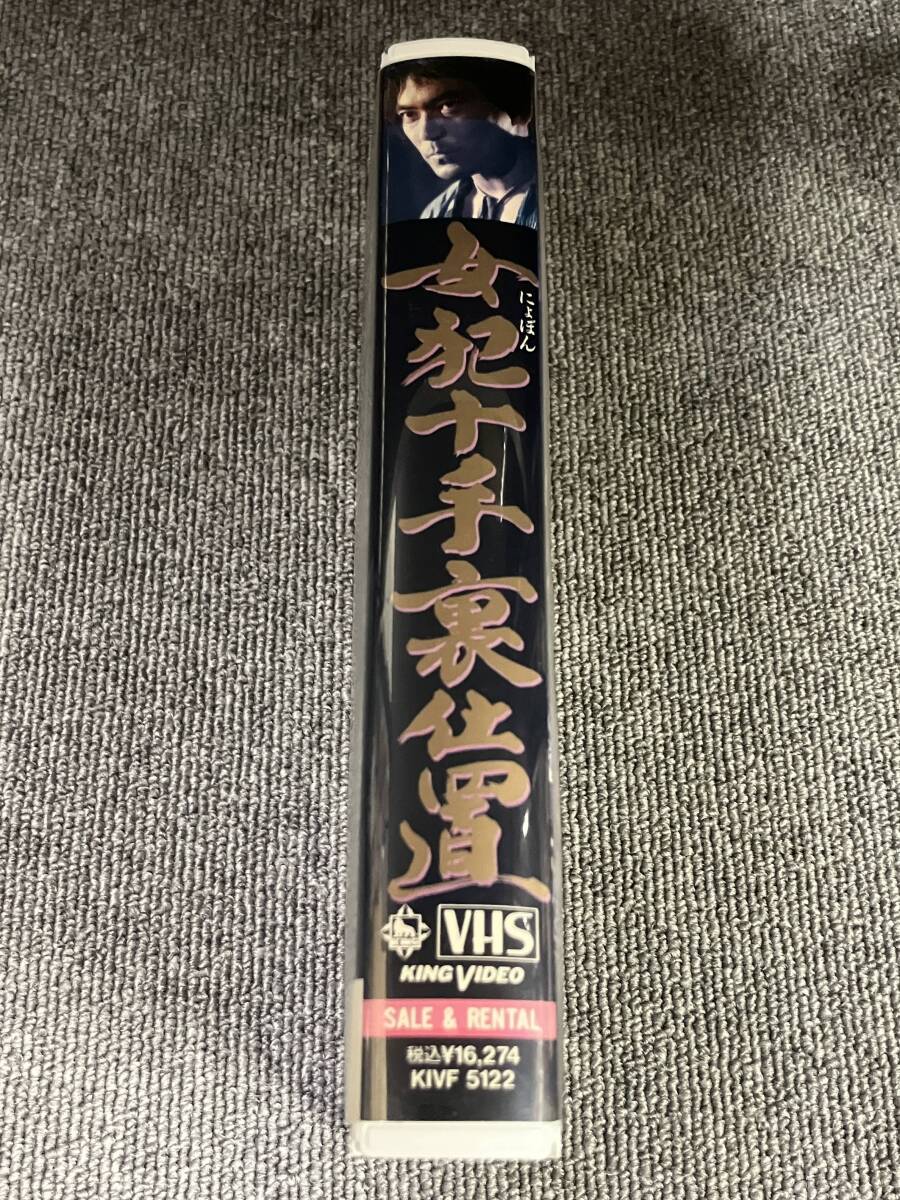 女犯十手裏仕置
にょぼん
VHS
KING VIDEO
SALE & RENTAL
税込¥16,274
KIVF 5122